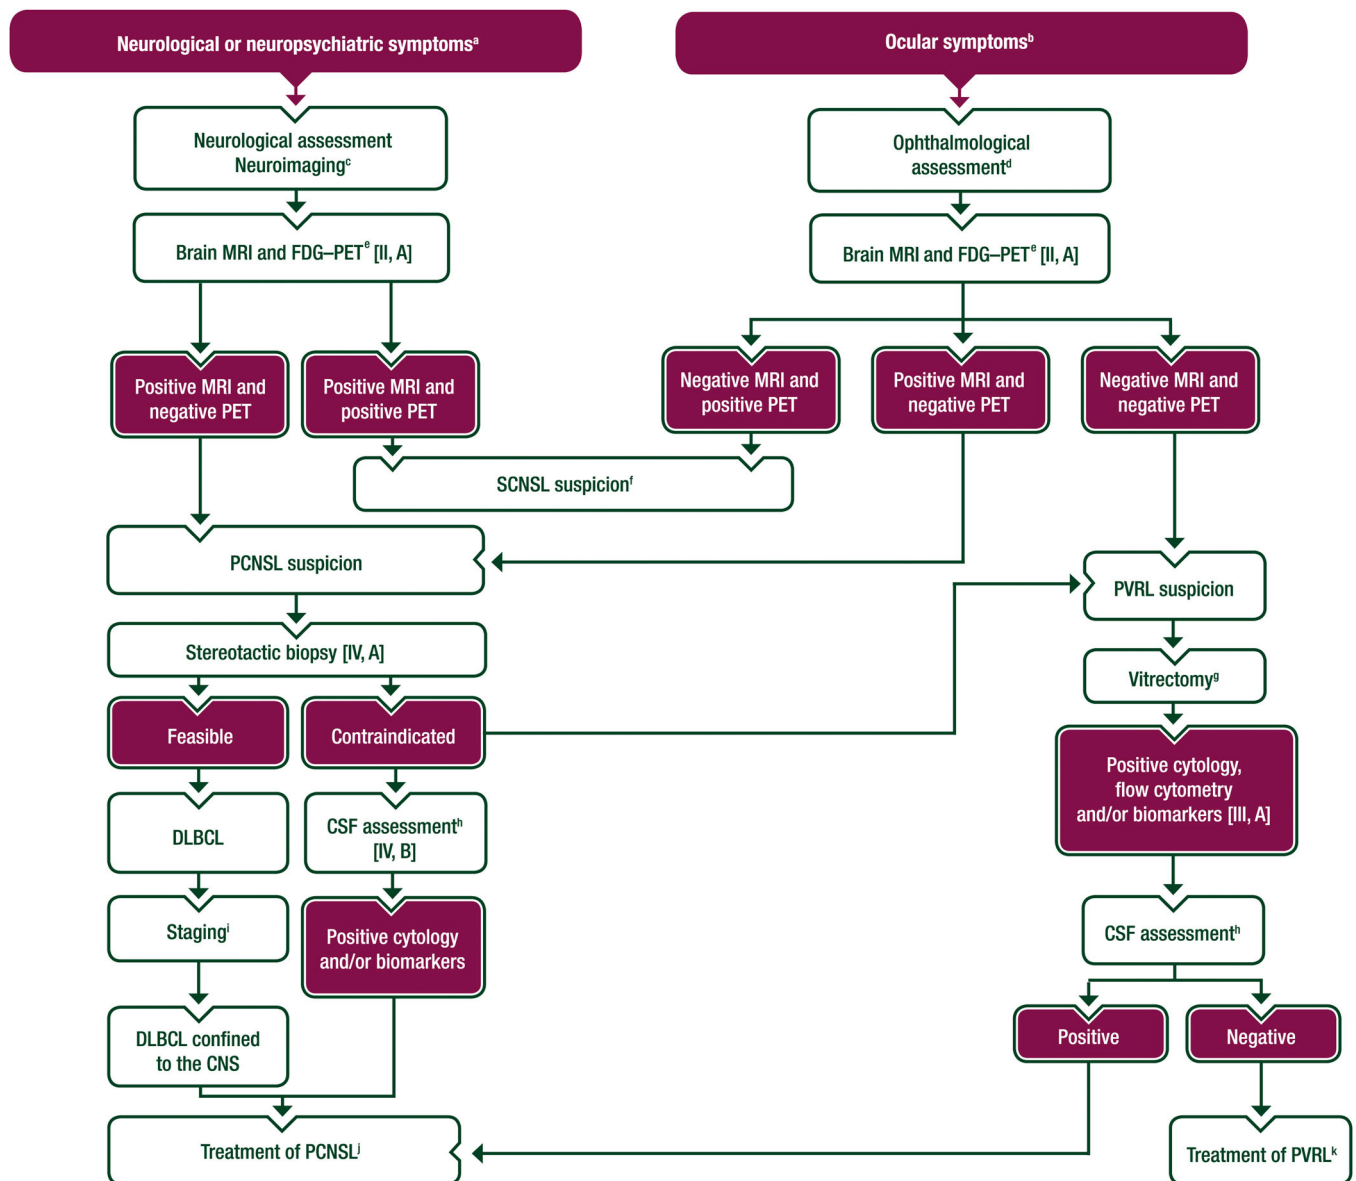 Neurological or neuropsychiatric symptomsᵃ
Ocular symptomsᵇ
Neurological assessment
Neuroimagingᶜ
Ophthalmological
assessmentᵈ
Brain MRI and FDG–PETᵉ [II, A]
Brain MRI and FDG–PETᵉ [II, A]
Positive MRI and
negative PET
Positive MRI and
positive PET
Negative MRI and
positive PET
Positive MRI and
negative PET
Negative MRI and
negative PET
SCNSL suspicionᶠ
PCNSL suspicion
PVRL suspicion
Stereotactic biopsy [IV, A]
Vitrectomyᵍ
Feasible
Contraindicated
Positive cytology,
flow cytometry
and/or biomarkers [III, A]
DLBCL
CSF assessmentʰ
[IV, B]
Stagingⁱ
Positive cytology
and/or biomarkers
CSF assessmentʰ
DLBCL confined
to the CNS
Positive
Negative
Treatment of PCNSLʲ
Treatment of PVRLᵏ